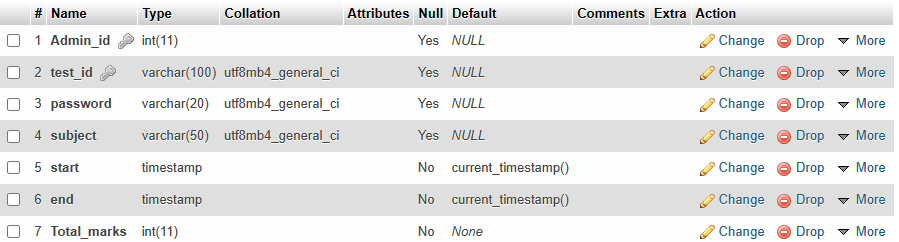 # Name Type Collation Attributes Null Default Comments Extra Action
1 Admin_id int(11) Yes NULL Change Drop More
2 test_id varchar(100) utf8mb4_general_ci Yes NULL Change Drop More
3 password varchar(20) utf8mb4_general_ci Yes NULL Change Drop More
4 subject varchar(50) utf8mb4_general_ci Yes NULL Change Drop More
5 start timestamp No current_timestamp() Change Drop More
6 end timestamp No current_timestamp() Change Drop More
7 Total_marks int(11) No None Change Drop More